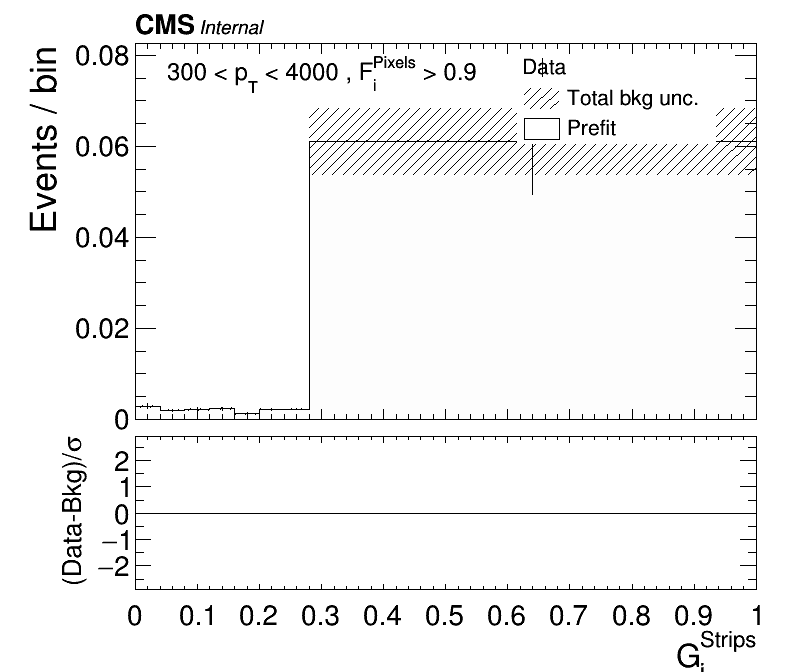 CMS Internal
300 < p_T < 4000 , F_i^Pixels > 0.9
Data
Total bkg unc.
Prefit
Events / bin
0.08
0.06
0.04
0.02
0
(Data-Bkg)/σ
2
1
0
−1
−2
0 0.1 0.2 0.3 0.4 0.5 0.6 0.7 0.8 0.9 1
G_i^Strips